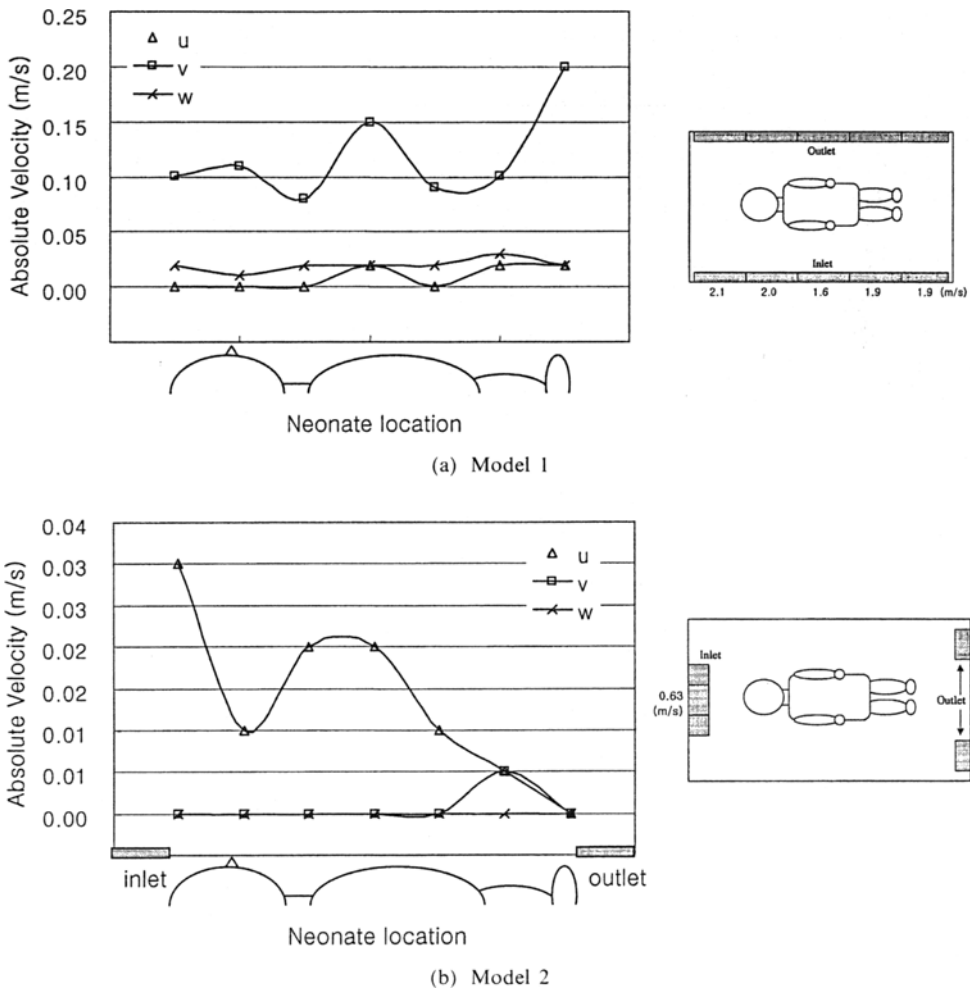 0.25
0.20
0.15
0.10
0.05
0.00
Absolute Velocity (m/s)
u
v
w
Neonate location
Outlet
Inlet
2.1 2.0 1.6 1.9 1.9 (m/s)
(a) Model 1
0.04
0.03
0.03
0.02
0.02
0.01
0.01
0.00
Absolute Velocity (m/s)
u
v
w
inlet outlet
Neonate location
Inlet
0.63
(m/s)
Outlet
(b) Model 2